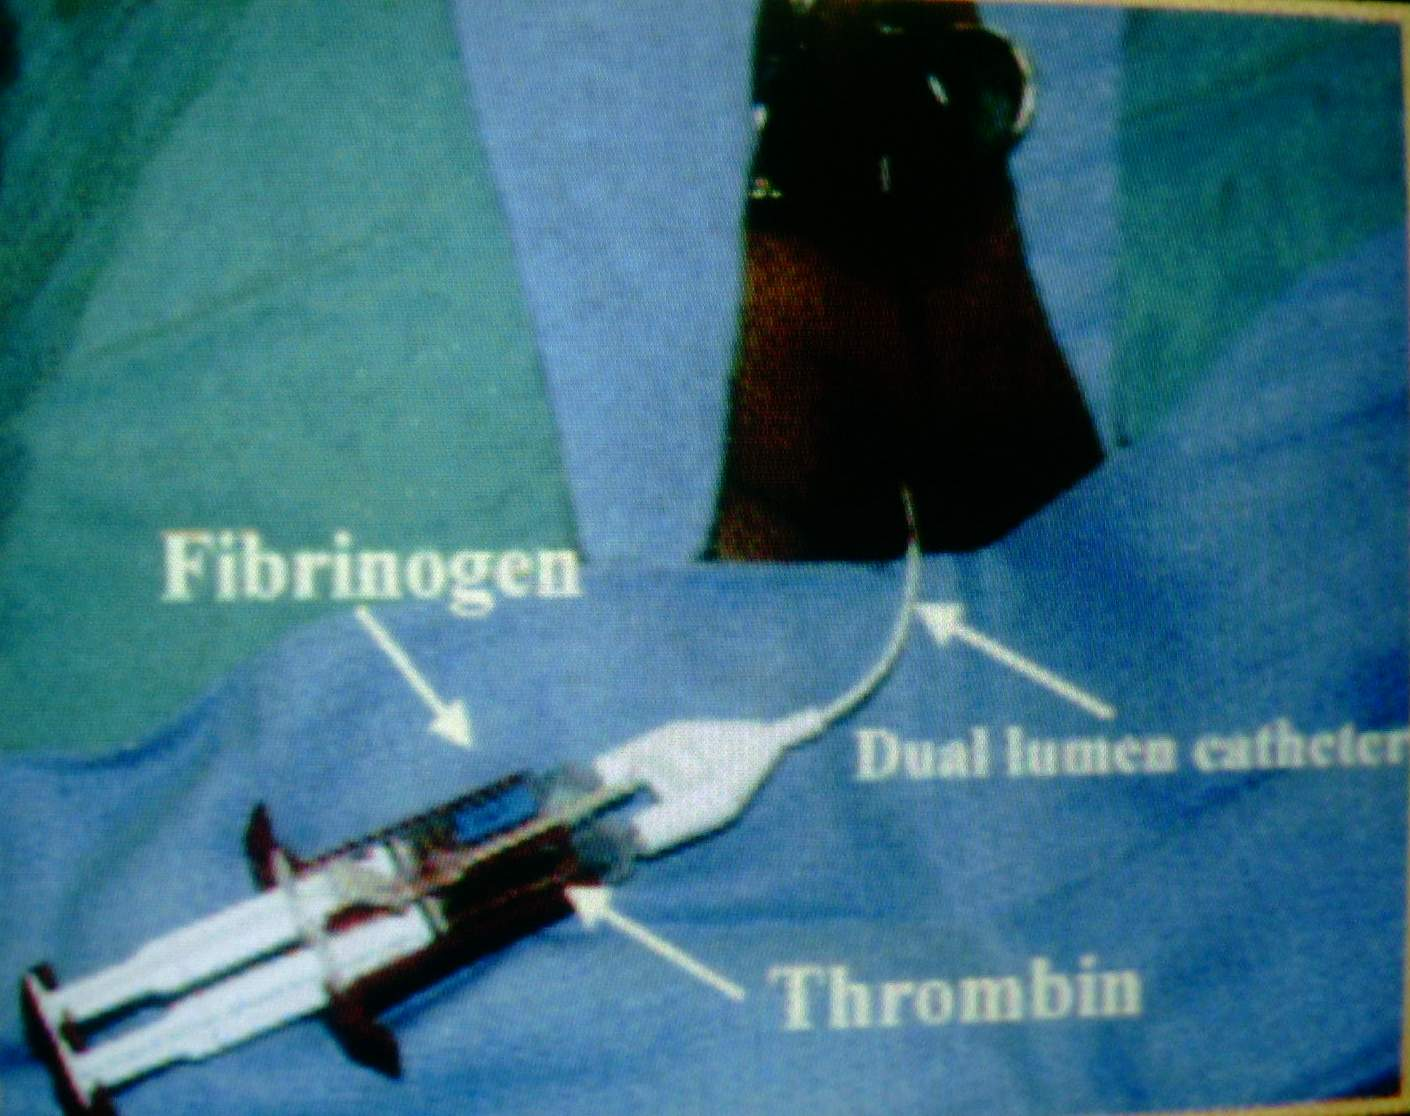 Fibrinogen
Dual lumen catheter
Thrombin